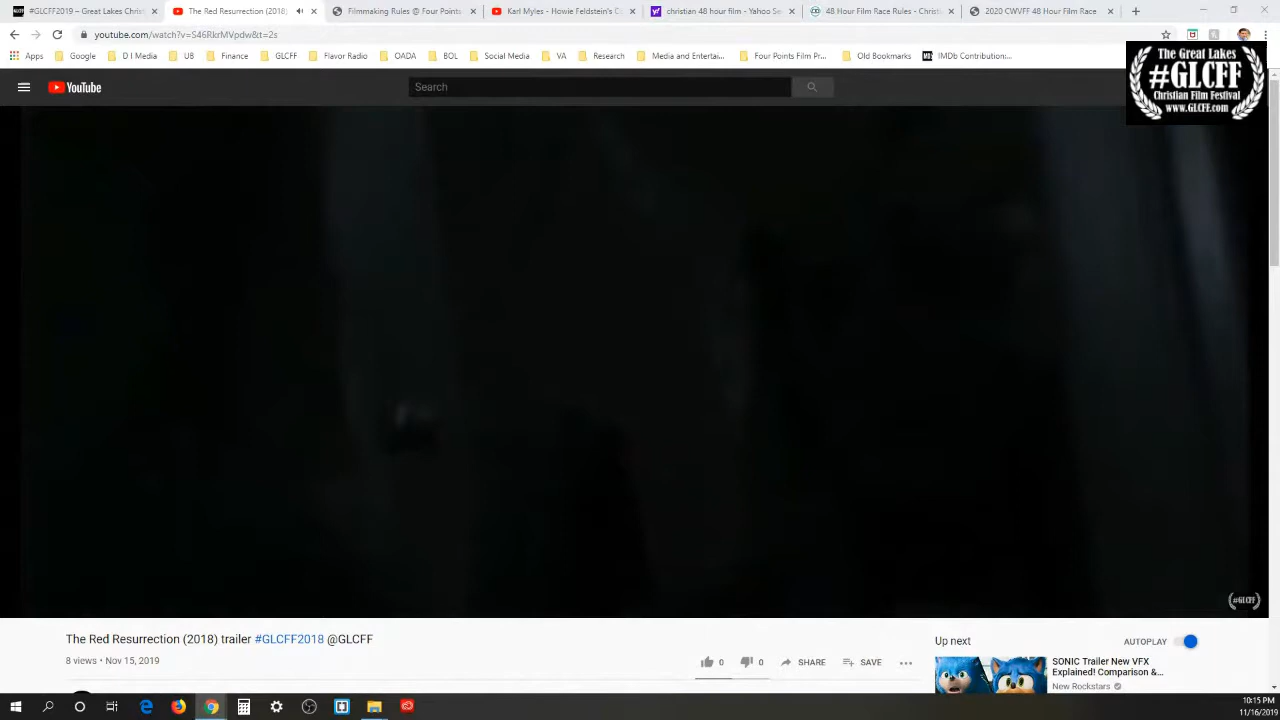 #GLCFF2019 – Great Lakes Chris
The Red Resurrection (2018)
Filmmaking Rules @ Four Points
Karl Myles - Howie Feldstein's C
christian 48 hour film - Yahoo Se
48 Hour Film Race Rules - Christi
2020 CWVFF 48 Hour Film Race
youtube.com/watch?v=S46RkrMVpdw&t=2s
Apps
Google
D I Media
UB
Finance
GLCFF
Flavor Radio
OADA
BOL
Social Media
VA
Research
Media and Entertai...
Four Points Film Pr...
Old Bookmarks
IMDb Contribution:...
The Great Lakes
#GLCFF
Christian Film Festival
www.GLCFF.com
YouTube
Search
(#GLCFF)
The Red Resurrection (2018) trailer #GLCFF2018 @GLCFF
8 views • Nov 15, 2019
0
0
SHARE
SAVE
Up next
AUTOPLAY
SONIC Trailer New VFX
Explained! Comparison &...
New Rockstars
10:15 PM
11/16/2019